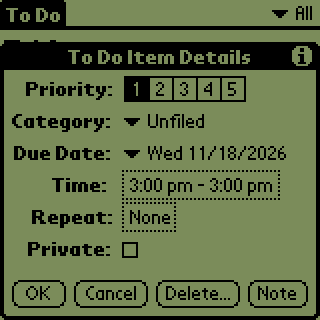 To Do All
To Do Item Details i
Priority: 1 2 3 4 5
Category: Unfiled
Due Date: Wed 11/18/2026
Time: 3:00 pm - 3:00 pm
Repeat: None
Private:
OK Cancel Delete... Note